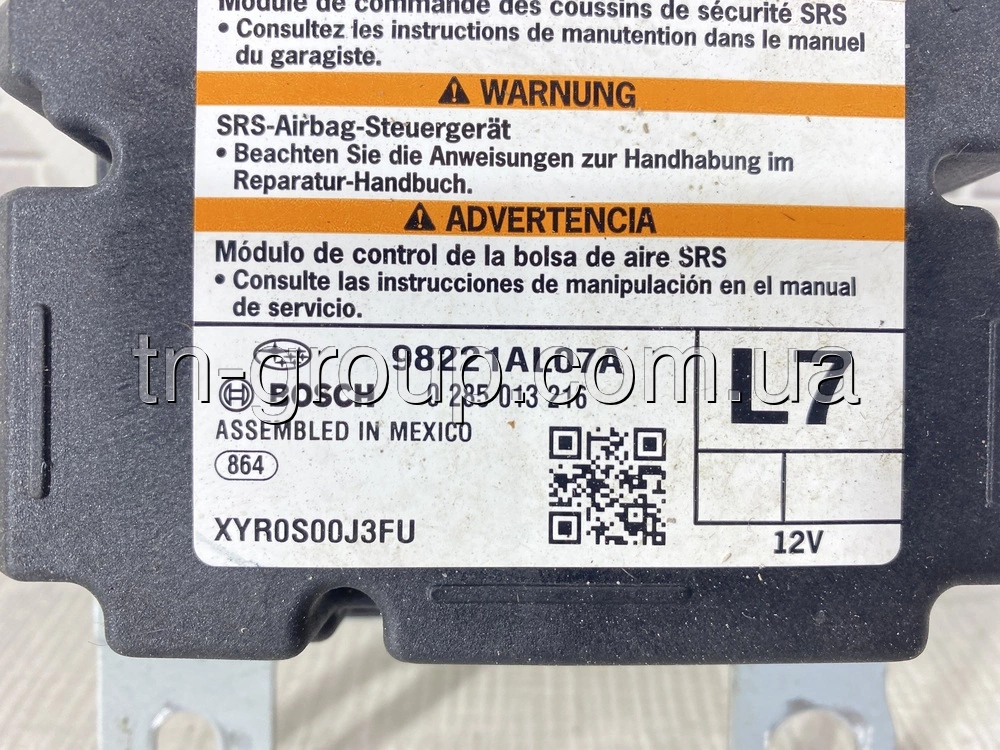 Module de commande des coussins de sécurité SRS
• Consultez les instructions de manutention dans le manuel
du garagiste.
⚠ WARNUNG
SRS-Airbag-Steuergerät
• Beachten Sie die Anweisungen zur Handhabung im
Reparatur-Handbuch.
⚠ ADVERTENCIA
Módulo de control de la bolsa de aire SRS
• Consulte las instrucciones de manipulación en el manual
de servicio.
98221AL07A
L7
BOSCH 0 285 013 216
tn-group.com.ua
ASSEMBLED IN MEXICO
864
XYR0S00J3FU
12V